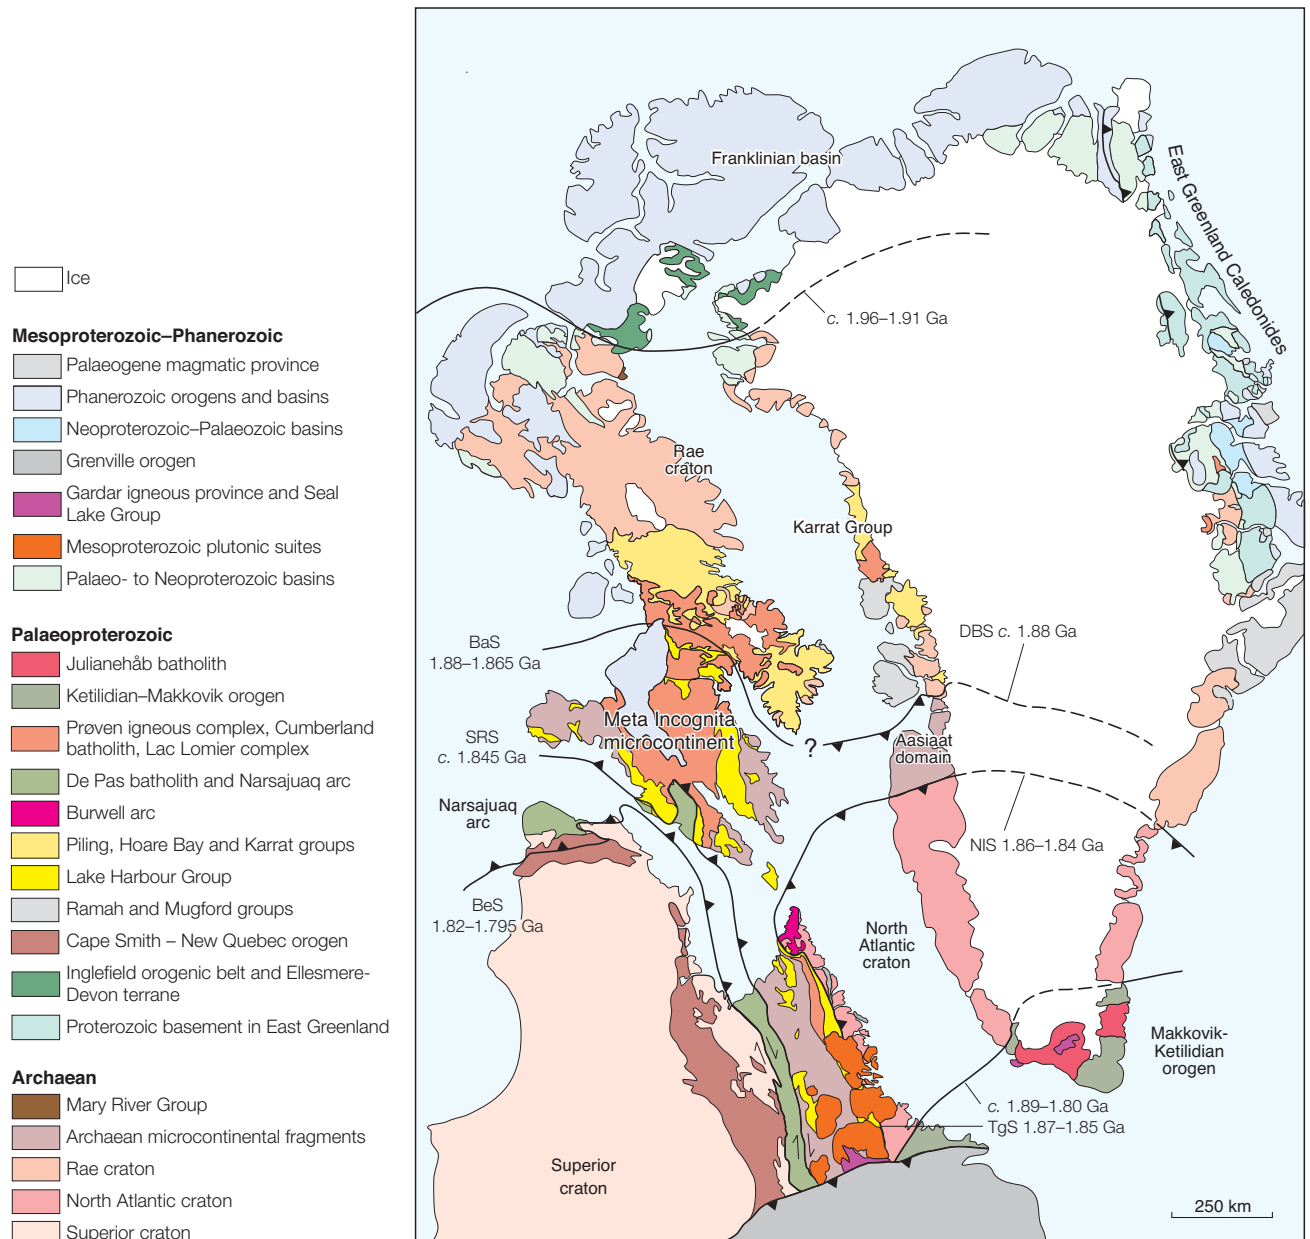 Ice
Mesoproterozoic–Phanerozoic
Palaeogene magmatic province
Phanerozoic orogens and basins
Neoproterozoic–Palaeozoic basins
Grenville orogen
Gardar igneous province and Seal
Lake Group
Mesoproterozoic plutonic suites
Palaeo- to Neoproterozoic basins
Palaeoproterozoic
Julianehåb batholith
Ketilidian–Makkovik orogen
Prøven igneous complex, Cumberland
batholith, Lac Lomier complex
De Pas batholith and Narsajuaq arc
Burwell arc
Piling, Hoare Bay and Karrat groups
Lake Harbour Group
Ramah and Mugford groups
Cape Smith – New Quebec orogen
Inglefield orogenic belt and Ellesmere-
Devon terrane
Proterozoic basement in East Greenland
Archaean
Mary River Group
Archaean microcontinental fragments
Rae craton
North Atlantic craton
Superior craton
Franklinian basin
East Greenland Caledonides
c. 1.96–1.91 Ga
Rae
craton
Karrat Group
BaS
1.88–1.865 Ga
DBS c. 1.88 Ga
Meta Incognita
microcontinent
SRS
c. 1.845 Ga
?
Aasiaat
domain
Narsajuaq
arc
NIS 1.86–1.84 Ga
BeS
1.82–1.795 Ga
North
Atlantic
craton
Makkovik-
Ketilidian
orogen
c. 1.89–1.80 Ga
TgS 1.87–1.85 Ga
Superior
craton
250 km